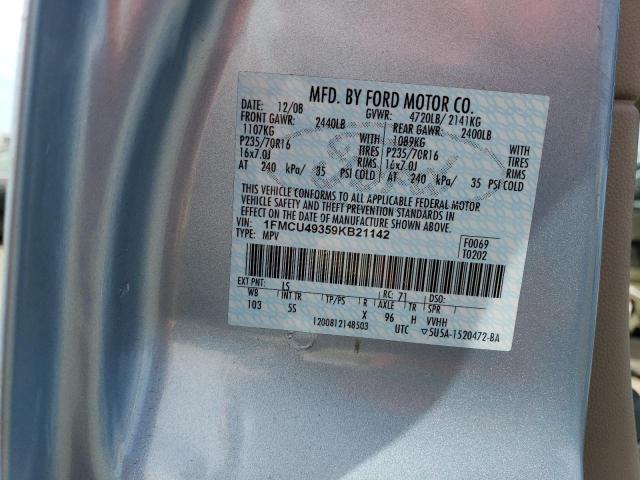 MFD. BY FORD MOTOR CO.
DATE: 12/08 GVWR: 4720LB/ 2141KG
FRONT GAWR: 2440LB REAR GAWR: 2400LB
1107KG WITH 1089KG WITH
P235/70R16 TIRES P235/70R16 TIRES
16x7.0J RIMS 16x7.0J RIMS
AT 240 kPa/ 35 PSI COLD AT 240 kPa/ 35 PSI COLD
THIS VEHICLE CONFORMS TO ALL APPLICABLE FEDERAL MOTOR
VEHICLE SAFETY AND THEFT PREVENTION STANDARDS IN
EFFECT ON THE DATE OF MANUFACTURE SHOWN ABOVE.
VIN: 1FMCU49359KB21142
TYPE: MPV
F0069
T0202
EXT PNT: LS RC: 71 DSO:
WB INT TR TP/PS R AXLE TR SPR
103 5S X 96 H VVHH
1200812148503 UTC ▽5U5A-1520472-BA